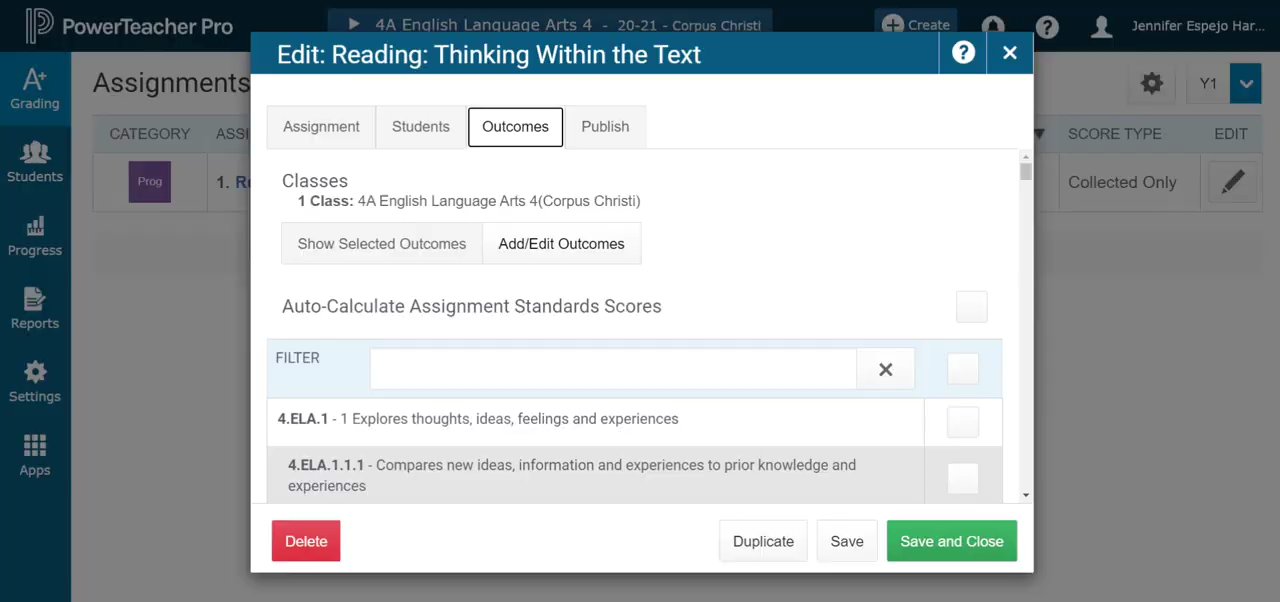 PowerTeacher Pro
4A English Language Arts 4 - 20-21 - Corpus Christi
Create
?
Jennifer Espejo Har...
Edit: Reading: Thinking Within the Text
?
A+
Grading
Students
Progress
Reports
Settings
Apps
Assignments
Y1
CATEGORY
ASSI
SCORE TYPE
EDIT
Prog
1. Re
Collected Only
Assignment
Students
Outcomes
Publish
Classes
1 Class: 4A English Language Arts 4(Corpus Christi)
Show Selected Outcomes
Add/Edit Outcomes
Auto-Calculate Assignment Standards Scores
FILTER
4.ELA.1 - 1 Explores thoughts, ideas, feelings and experiences
4.ELA.1.1.1 - Compares new ideas, information and experiences to prior knowledge and
experiences
Delete
Duplicate
Save
Save and Close